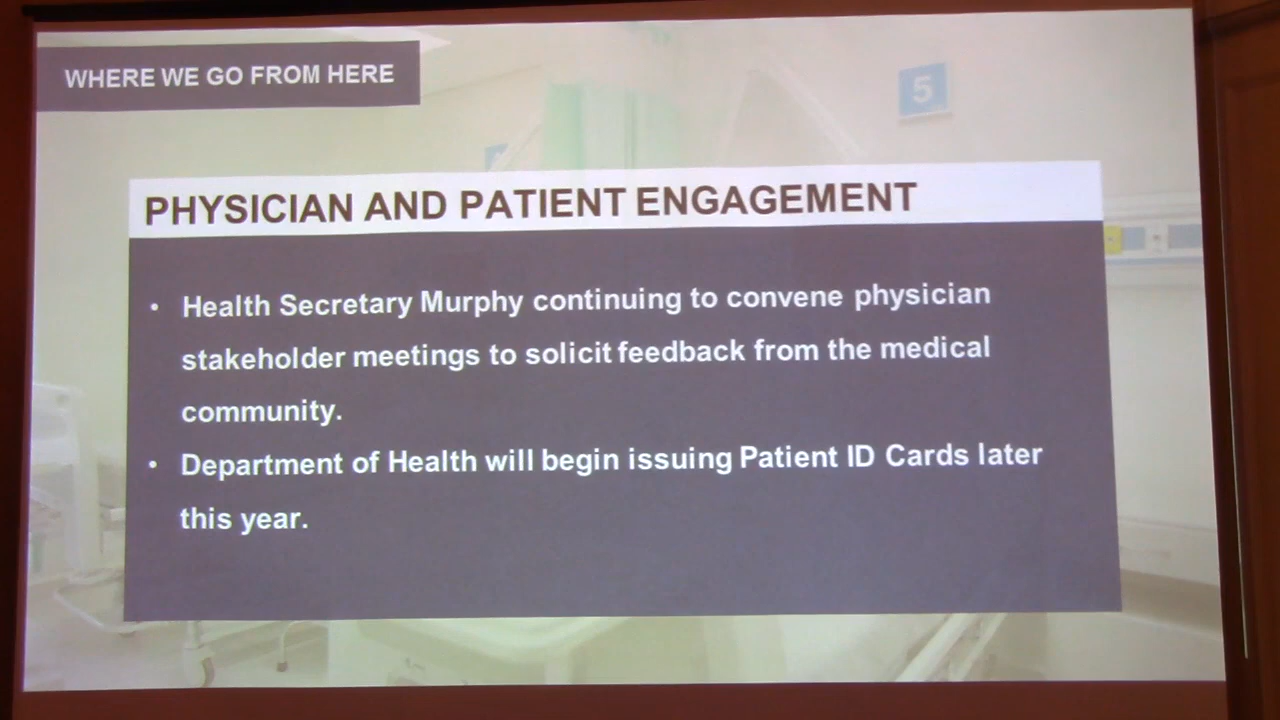 WHERE WE GO FROM HERE
5
PHYSICIAN AND PATIENT ENGAGEMENT
• Health Secretary Murphy continuing to convene physician
stakeholder meetings to solicit feedback from the medical
community.
• Department of Health will begin issuing Patient ID Cards later
this year.